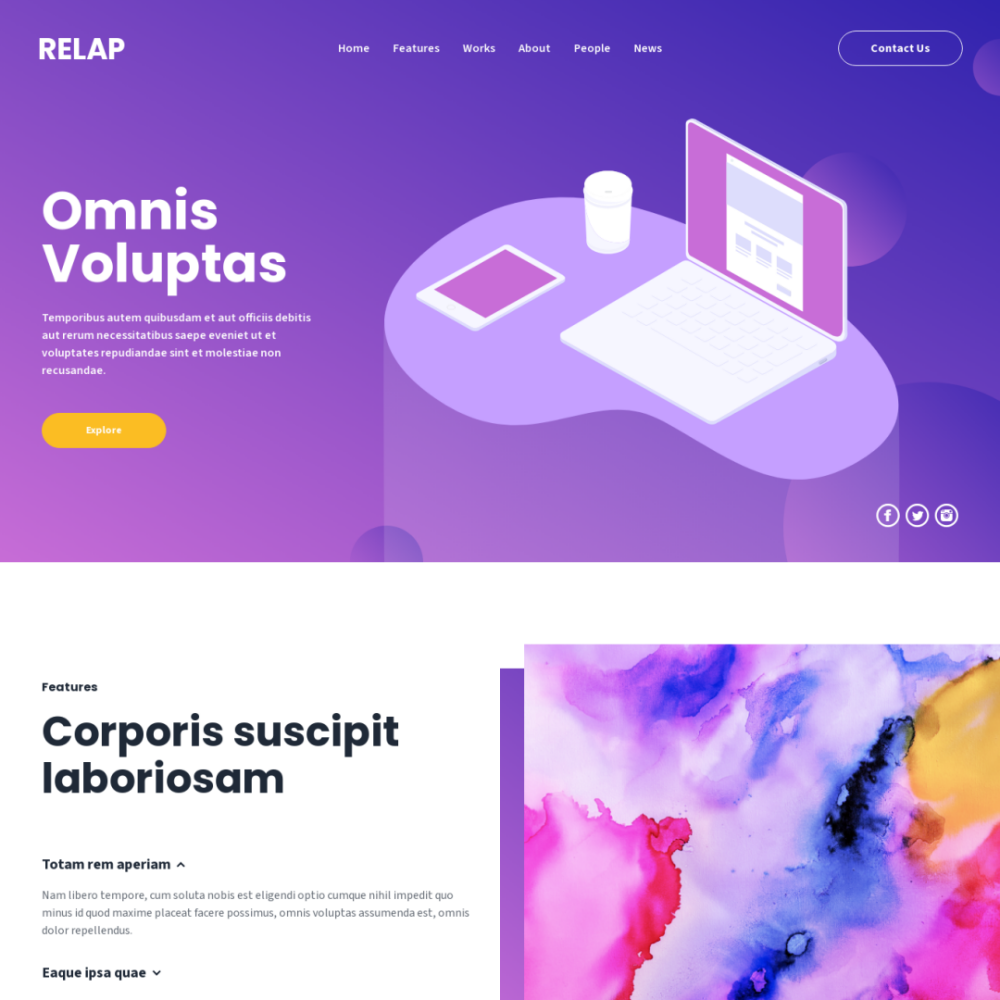 RELAP
Home Features Works About People News
Contact Us
Omnis
Voluptas
Temporibus autem quibusdam et aut officiis debitis
aut rerum necessitatibus saepe eveniet ut et
voluptates repudiandae sint et molestiae non
recusandae.
Explore
Features
Corporis suscipit
laboriosam
Totam rem aperiam
Nam libero tempore, cum soluta nobis est eligendi optio cumque nihil impedit quo
minus id quod maxime placeat facere possimus, omnis voluptas assumenda est, omnis
dolor repellendus.
Eaque ipsa quae